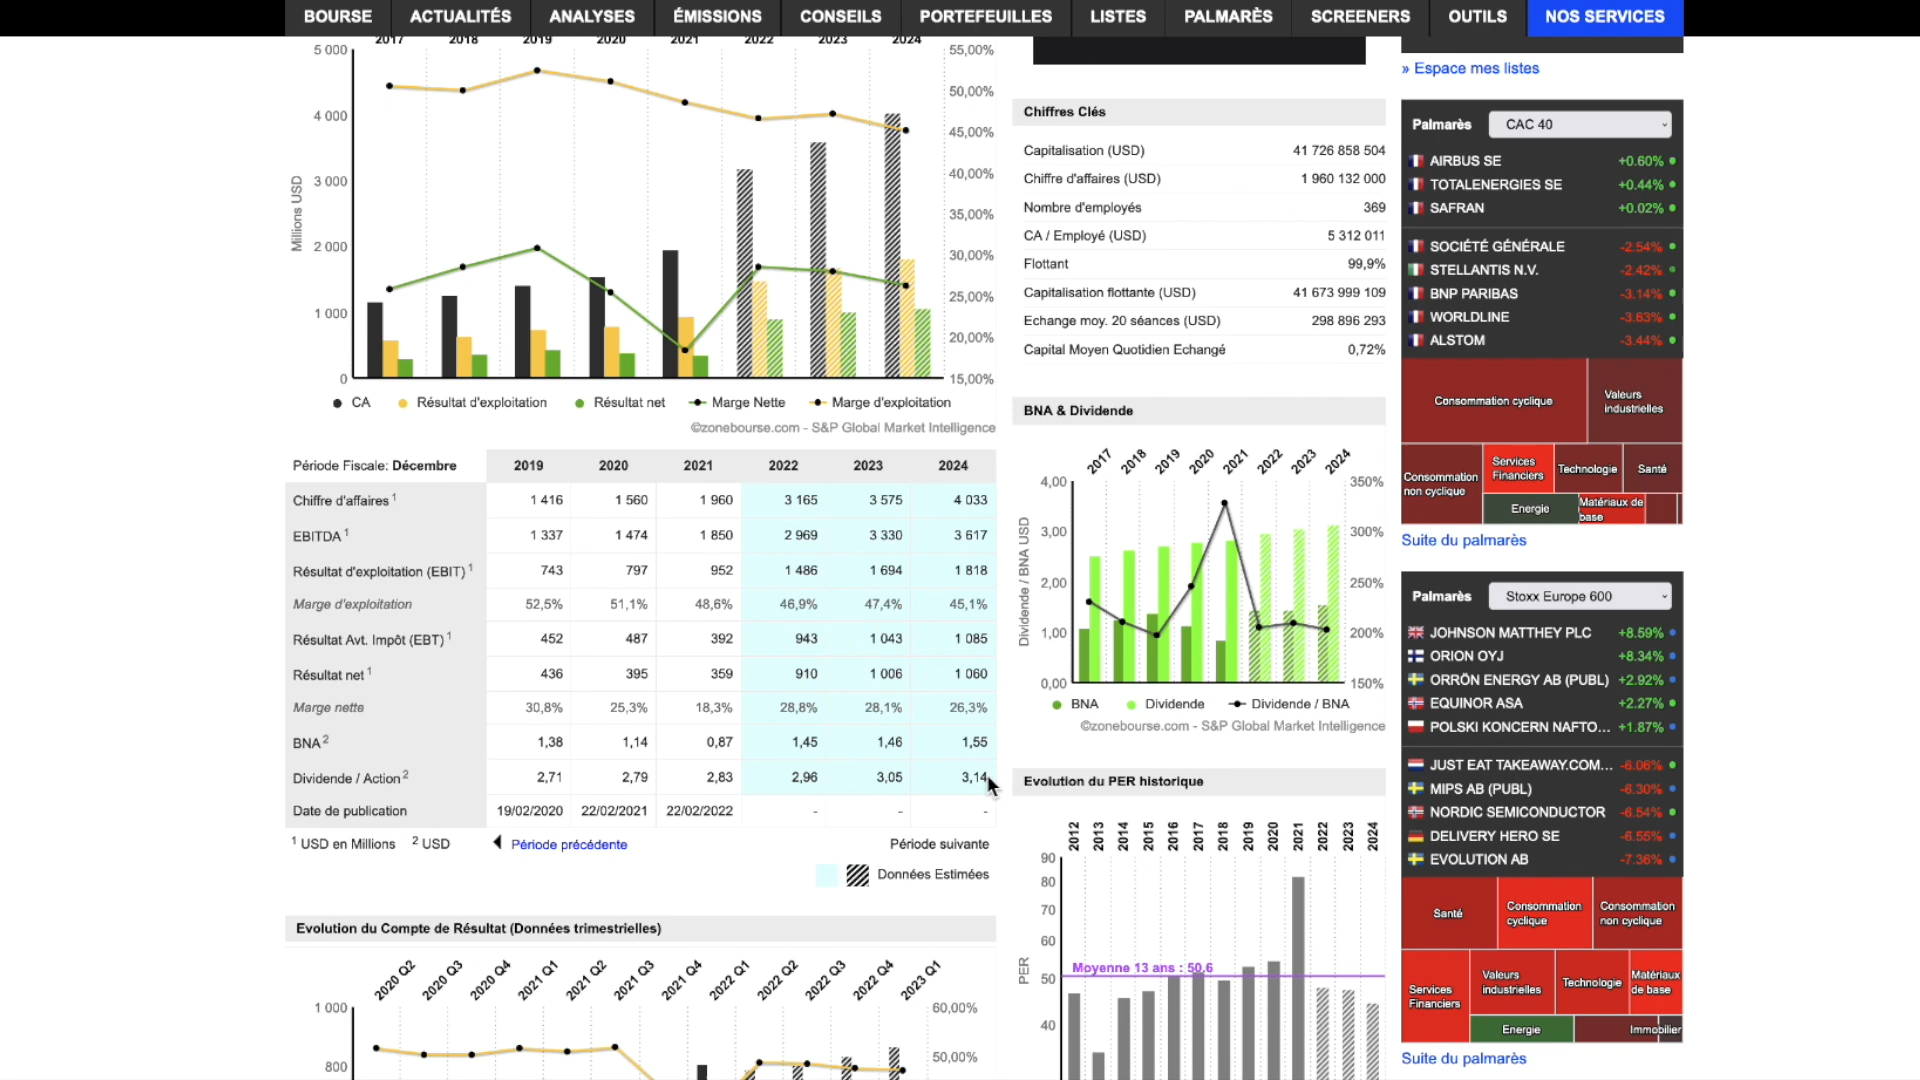 BOURSE ACTUALITÉS ANALYSES ÉMISSIONS CONSEILS PORTEFEUILLES LISTES PALMARÈS SCREENERS OUTILS NOS SERVICES
2017 2018 2019 2020 2021 2022 2023 2024
5 000
4 000
3 000
2 000
1 000
0
Millions USD
55,00%
50,00%
45,00%
40,00%
35,00%
30,00%
25,00%
20,00%
15,00%
CA Résultat d'exploitation Résultat net Marge Nette Marge d'exploitation
©zonebourse.com - S&P Global Market Intelligence
Période Fiscale: Décembre 2019 2020 2021 2022 2023 2024
Chiffre d'affaires 1 1 416 1 560 1 960 3 165 3 575 4 033
EBITDA 1 1 337 1 474 1 850 2 969 3 330 3 617
Résultat d'exploitation (EBIT) 1 743 797 952 1 486 1 694 1 818
Marge d'exploitation 52,5% 51,1% 48,6% 46,9% 47,4% 45,1%
Résultat Avt. Impôt (EBT) 1 452 487 392 943 1 043 1 085
Résultat net 1 436 395 359 910 1 006 1 060
Marge nette 30,8% 25,3% 18,3% 28,8% 28,1% 26,3%
BNA 2 1,38 1,14 0,87 1,45 1,46 1,55
Dividende / Action 2 2,71 2,79 2,83 2,96 3,05 3,14
Date de publication 19/02/2020 22/02/2021 22/02/2022 - - -
1 USD en Millions 2 USD Période précédente Période suivante
Données Estimées
Evolution du Compte de Résultat (Données trimestrielles)
2020 Q2 2020 Q3 2020 Q4 2021 Q1 2021 Q2 2021 Q3 2021 Q4 2022 Q1 2022 Q2 2022 Q3 2022 Q4 2023 Q1
1 000
800
60,00%
50,00%
Chiffres Clés
Capitalisation (USD) 41 726 858 504
Chiffre d'affaires (USD) 1 960 132 000
Nombre d'employés 369
CA / Employé (USD) 5 312 011
Flottant 99,9%
Capitalisation flottante (USD) 41 673 999 109
Echange moy. 20 séances (USD) 298 896 293
Capital Moyen Quotidien Echangé 0,72%
BNA & Dividende
2017 2018 2019 2020 2021 2022 2023 2024
4,00
3,00
2,00
1,00
0,00
Dividende / BNA USD
350%
300%
250%
200%
150%
BNA Dividende Dividende / BNA
©zonebourse.com - S&P Global Market Intelligence
Evolution du PER historique
2012 2013 2014 2015 2016 2017 2018 2019 2020 2021 2022 2023 2024
90
80
70
60
50
40
PER
Moyenne 13 ans : 50,6
» Espace mes listes
Palmarès CAC 40
AIRBUS SE +0.60%
TOTALENERGIES SE +0.44%
SAFRAN +0.02%
SOCIÉTÉ GÉNÉRALE -2.54%
STELLANTIS N.V. -2.42%
BNP PARIBAS -3.14%
WORLDLINE -3.63%
ALSTOM -3.44%
Consommation cyclique
Valeurs
industrielles
Consommation
non cyclique
Services
Financiers
Technologie
Santé
Energie
Matériaux de
base
Suite du palmarès
Palmarès Stoxx Europe 600
JOHNSON MATTHEY PLC +8.59%
ORION OYJ +8.34%
ORRÖN ENERGY AB (PUBL) +2.92%
EQUINOR ASA +2.27%
POLSKI KONCERN NAFTO... +1.87%
JUST EAT TAKEAWAY.COM... -6.06%
MIPS AB (PUBL) -6.30%
NORDIC SEMICONDUCTOR -6.54%
DELIVERY HERO SE -6.55%
EVOLUTION AB -7.36%
Santé
Consommation
cyclique
Consommation
non cyclique
Services
Financiers
Valeurs
industrielles
Technologie
Matériaux
de base
Energie
Immobilier
Suite du palmarès